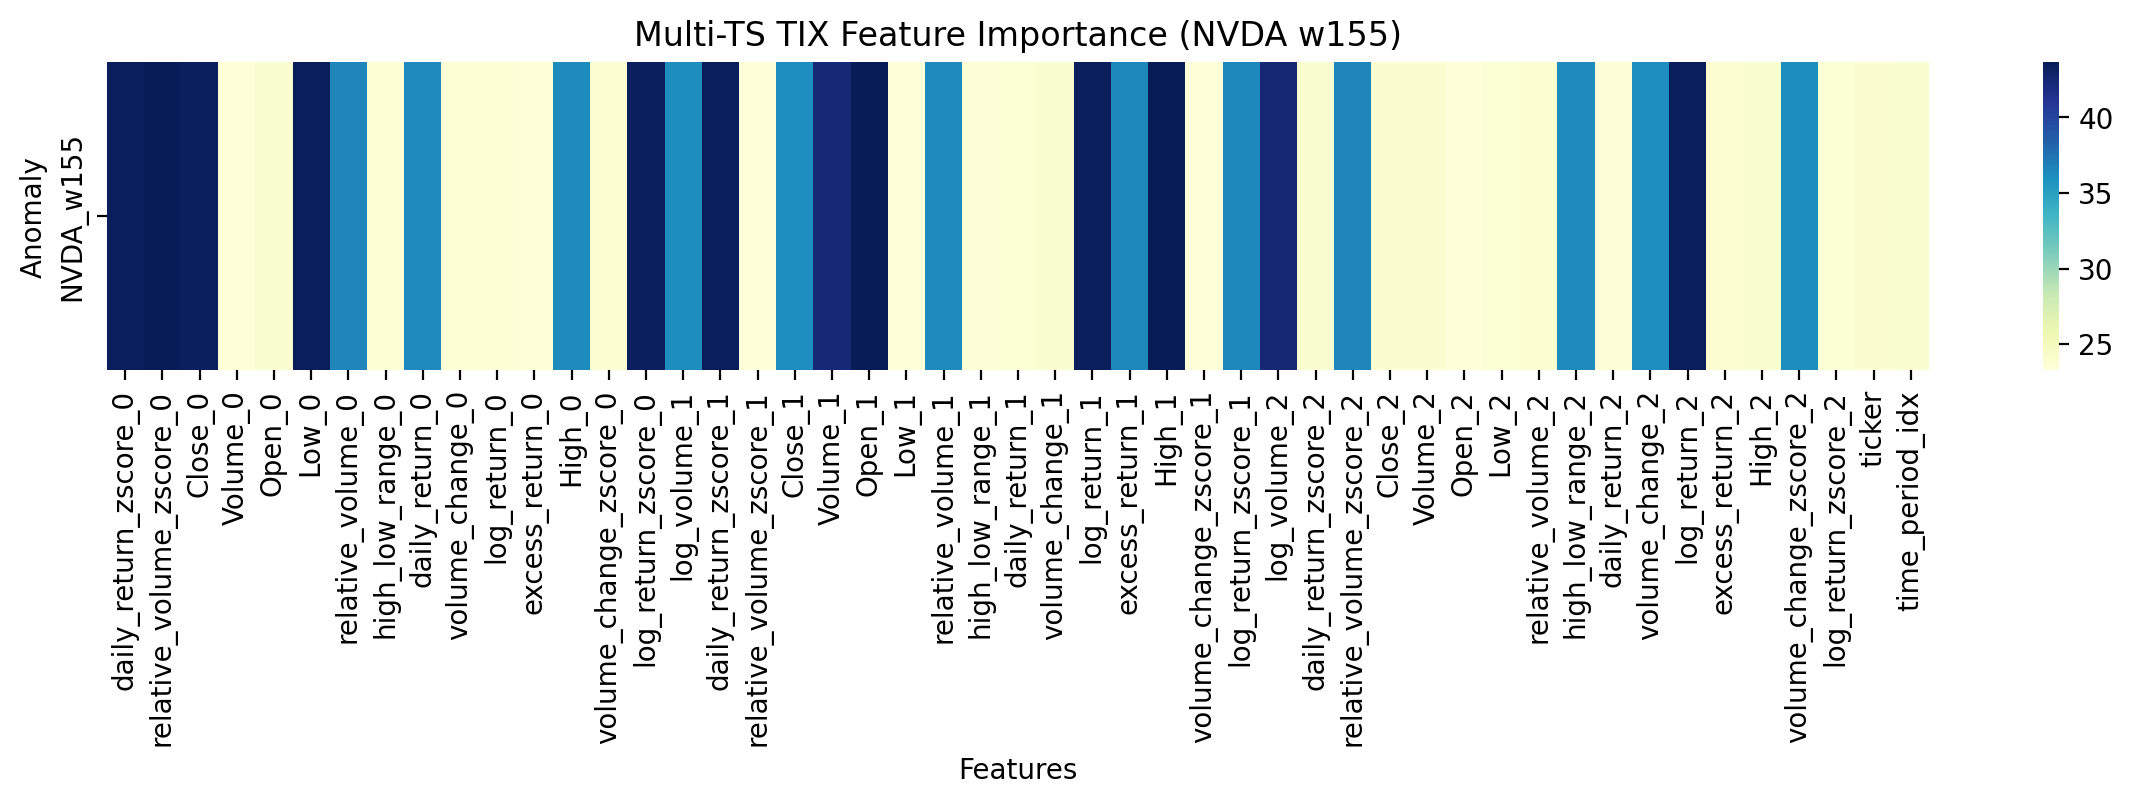 Multi-TS TIX Feature Importance (NVDA w155)
Anomaly
NVDA_w155
40
35
30
25
daily_return_zscore_0
relative_volume_zscore_0
Close_0
Volume_0
Open_0
Low_0
relative_volume_0
high_low_range_0
daily_return_0
volume_change_0
log_return_0
excess_return_0
High_0
volume_change_zscore_0
log_return_zscore_0
log_volume_1
daily_return_zscore_1
relative_volume_zscore_1
Close_1
Volume_1
Open_1
Low_1
relative_volume_1
high_low_range_1
daily_return_1
volume_change_1
log_return_1
excess_return_1
High_1
volume_change_zscore_1
log_return_zscore_1
log_volume_2
daily_return_zscore_2
relative_volume_zscore_2
Close_2
Volume_2
Open_2
Low_2
relative_volume_2
high_low_range_2
daily_return_2
volume_change_2
log_return_2
excess_return_2
High_2
volume_change_zscore_2
log_return_zscore_2
ticker
time_period_idx
Features